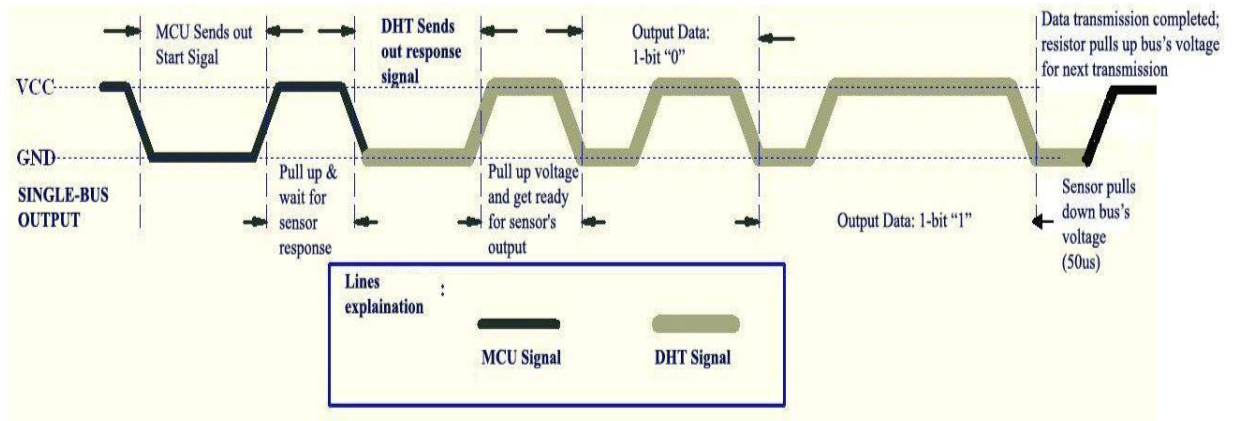 MCU Sends out
Start Sigal
DHT Sends
out response
signal
Output Data:
1-bit “0”
Data transmission completed;
resistor pulls up bus’s voltage
for next transmission
VCC
GND
SINGLE-BUS
OUTPUT
Pull up &
wait for
sensor
response
Pull up voltage
and get ready
for sensor's
output
Output Data: 1-bit “1”
Sensor pulls
down bus’s
voltage
(50us)
Lines :
explaination
MCU Signal
DHT Signal